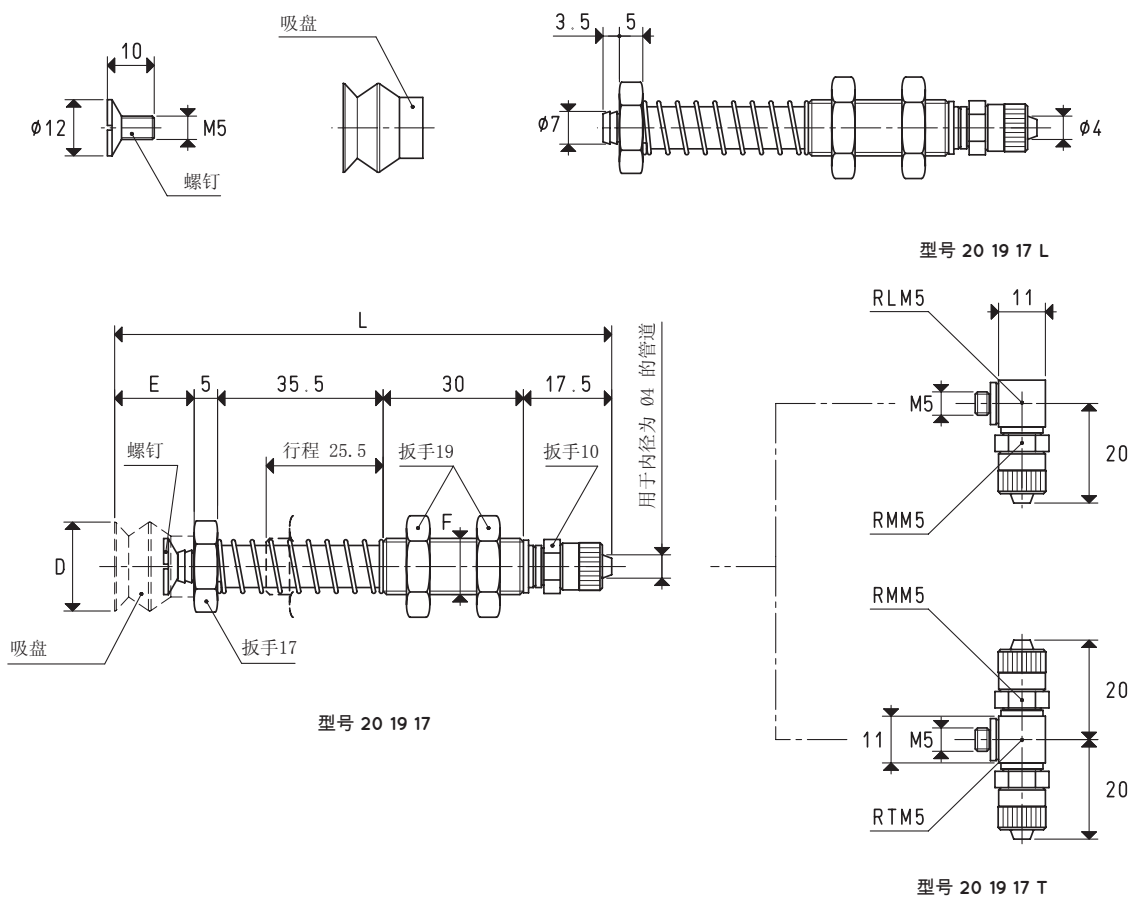 吸盘
3.5
5
10
ø12
M5
ø7
ø4
螺钉
型号 20 19 17 L
RLM5
11
L
用于内径为 Ø4 的管道
E
5
35.5
30
17.5
M5
20
螺钉
行程 25.5
扳手19
扳手10
F
RMM5
D
RMM5
吸盘
扳手17
20
型号 20 19 17
11
M5
20
RTM5
型号 20 19 17 T